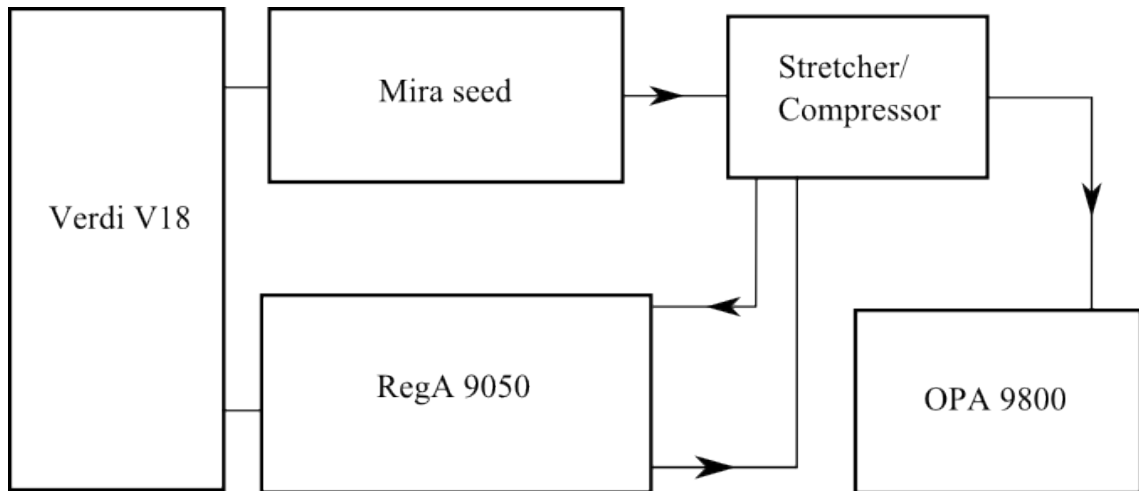 Mira seed
Stretcher/
Compressor
Verdi V18
RegA 9050
OPA 9800